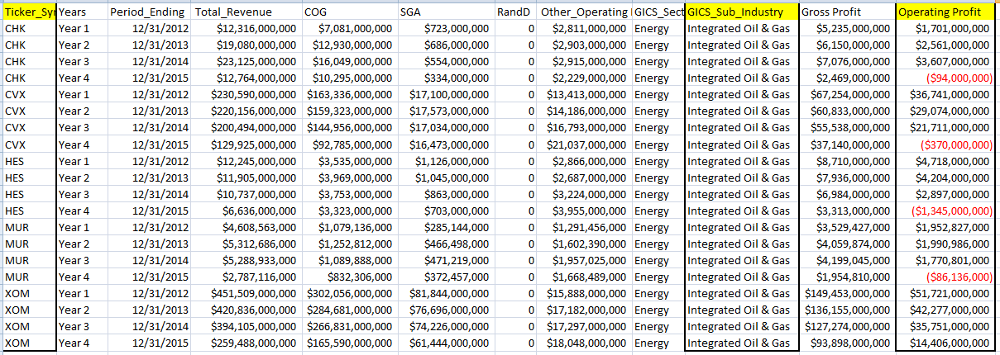 Ticker_Syr Years Period_Ending Total_Revenue COG SGA RandD Other_Operating GICS_Sect GICS_Sub_Industry Gross Profit Operating Profit
CHK Year 1 12/31/2012 $12,316,000,000 $7,081,000,000 $723,000,000 0 $2,811,000,000 Energy Integrated Oil & Gas $5,235,000,000 $1,701,000,000
CHK Year 2 12/31/2013 $19,080,000,000 $12,930,000,000 $686,000,000 0 $2,903,000,000 Energy Integrated Oil & Gas $6,150,000,000 $2,561,000,000
CHK Year 3 12/31/2014 $23,125,000,000 $16,049,000,000 $554,000,000 0 $2,915,000,000 Energy Integrated Oil & Gas $7,076,000,000 $3,607,000,000
CHK Year 4 12/31/2015 $12,764,000,000 $10,295,000,000 $334,000,000 0 $2,229,000,000 Energy Integrated Oil & Gas $2,469,000,000 ($94,000,000)
CVX Year 1 12/31/2012 $230,590,000,000 $163,336,000,000 $17,100,000,000 0 $13,413,000,000 Energy Integrated Oil & Gas $67,254,000,000 $36,741,000,000
CVX Year 2 12/31/2013 $220,156,000,000 $159,323,000,000 $17,573,000,000 0 $14,186,000,000 Energy Integrated Oil & Gas $60,833,000,000 $29,074,000,000
CVX Year 3 12/31/2014 $200,494,000,000 $144,956,000,000 $17,034,000,000 0 $16,793,000,000 Energy Integrated Oil & Gas $55,538,000,000 $21,711,000,000
CVX Year 4 12/31/2015 $129,925,000,000 $92,785,000,000 $16,473,000,000 0 $21,037,000,000 Energy Integrated Oil & Gas $37,140,000,000 ($370,000,000)
HES Year 1 12/31/2012 $12,245,000,000 $3,535,000,000 $1,126,000,000 0 $2,866,000,000 Energy Integrated Oil & Gas $8,710,000,000 $4,718,000,000
HES Year 2 12/31/2013 $11,905,000,000 $3,969,000,000 $1,045,000,000 0 $2,687,000,000 Energy Integrated Oil & Gas $7,936,000,000 $4,204,000,000
HES Year 3 12/31/2014 $10,737,000,000 $3,753,000,000 $863,000,000 0 $3,224,000,000 Energy Integrated Oil & Gas $6,984,000,000 $2,897,000,000
HES Year 4 12/31/2015 $6,636,000,000 $3,323,000,000 $703,000,000 0 $3,955,000,000 Energy Integrated Oil & Gas $3,313,000,000 ($1,345,000,000)
MUR Year 1 12/31/2012 $4,608,563,000 $1,079,136,000 $285,144,000 0 $1,291,456,000 Energy Integrated Oil & Gas $3,529,427,000 $1,952,827,000
MUR Year 2 12/31/2013 $5,312,686,000 $1,252,812,000 $466,498,000 0 $1,602,390,000 Energy Integrated Oil & Gas $4,059,874,000 $1,990,986,000
MUR Year 3 12/31/2014 $5,288,933,000 $1,089,888,000 $471,219,000 0 $1,957,025,000 Energy Integrated Oil & Gas $4,199,045,000 $1,770,801,000
MUR Year 4 12/31/2015 $2,787,116,000 $832,306,000 $372,457,000 0 $1,668,489,000 Energy Integrated Oil & Gas $1,954,810,000 ($86,136,000)
XOM Year 1 12/31/2012 $451,509,000,000 $302,056,000,000 $81,844,000,000 0 $15,888,000,000 Energy Integrated Oil & Gas $149,453,000,000 $51,721,000,000
XOM Year 2 12/31/2013 $420,836,000,000 $284,681,000,000 $76,696,000,000 0 $17,182,000,000 Energy Integrated Oil & Gas $136,155,000,000 $42,277,000,000
XOM Year 3 12/31/2014 $394,105,000,000 $266,831,000,000 $74,226,000,000 0 $17,297,000,000 Energy Integrated Oil & Gas $127,274,000,000 $35,751,000,000
XOM Year 4 12/31/2015 $259,488,000,000 $165,590,000,000 $61,444,000,000 0 $18,048,000,000 Energy Integrated Oil & Gas $93,898,000,000 $14,406,000,000